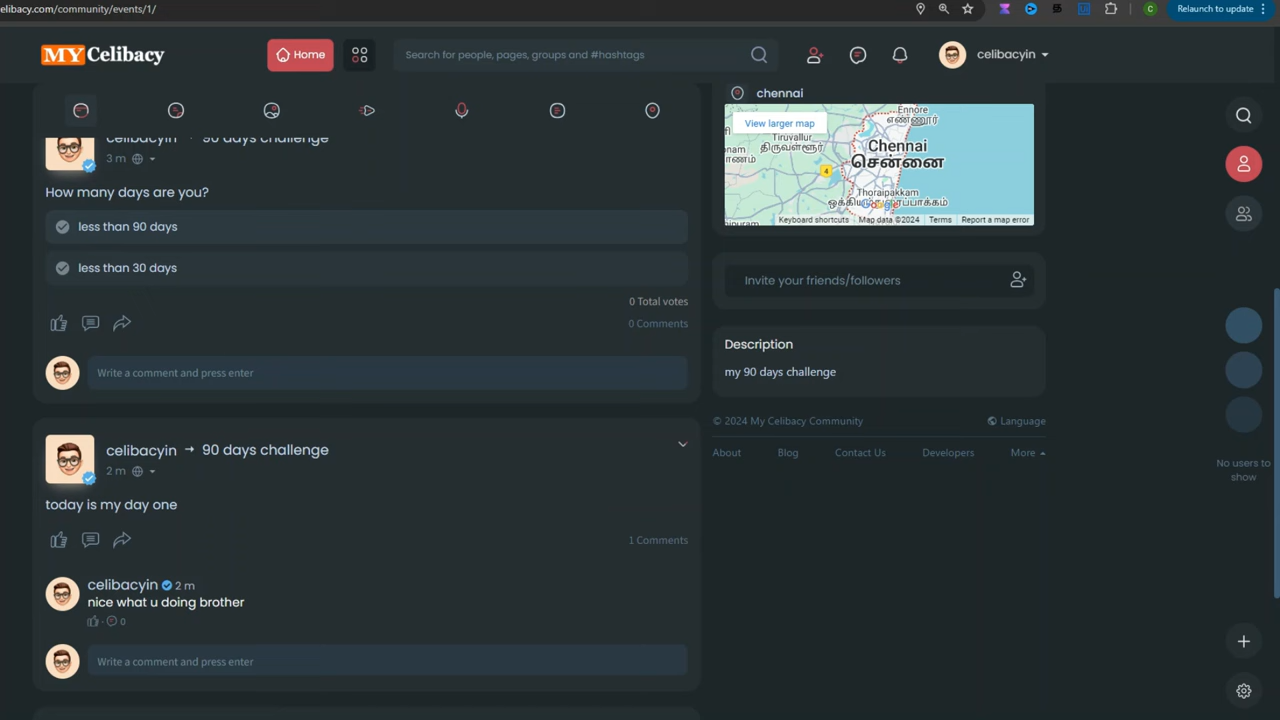 elibacy.com/community/events/1/
Relaunch to update
MY Celibacy
Home
Search for people, pages, groups and #hashtags
celibacyin
celibacyin → 90 days challenge
3 m
How many days are you?
less than 90 days
less than 30 days
0 Total votes
0 Comments
Write a comment and press enter
celibacyin → 90 days challenge
2 m
today is my day one
1 Comments
celibacyin 2 m
nice what u doing brother
0
Write a comment and press enter
chennai
View larger map
Ennore
எண்ணூர்
Tiruvallur
திருவள்ளூர்
Chennai
சென்னை
4
Thoraipakkam
ஒக்கியம்துரைப்பாக்கம்
Google
Keyboard shortcuts
Map data ©2024
Terms
Report a map error
Invite your friends/followers
Description
my 90 days challenge
© 2024 My Celibacy Community
Language
About
Blog
Contact Us
Developers
More
No users to
show